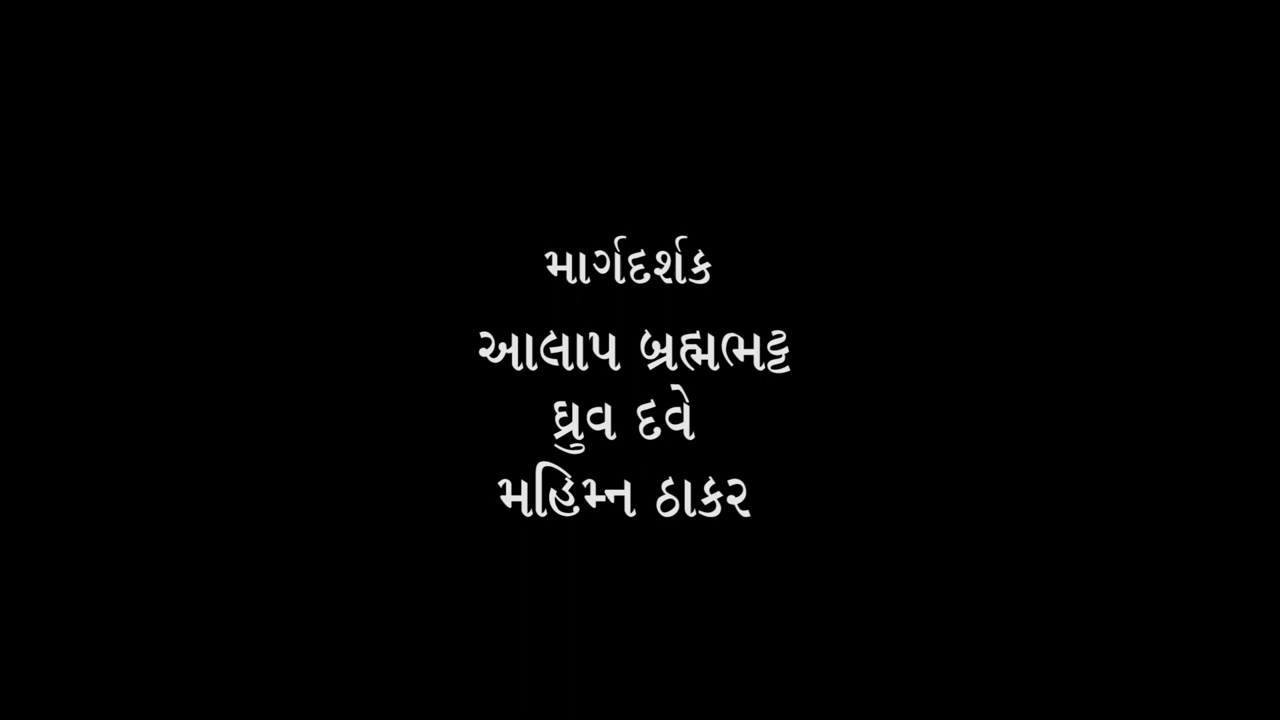 માર્ગદર્શક
આલાપ બ્રહ્મભટ્ટ
ધ્રુવ દવે
મહિમ્ન ઠાકર